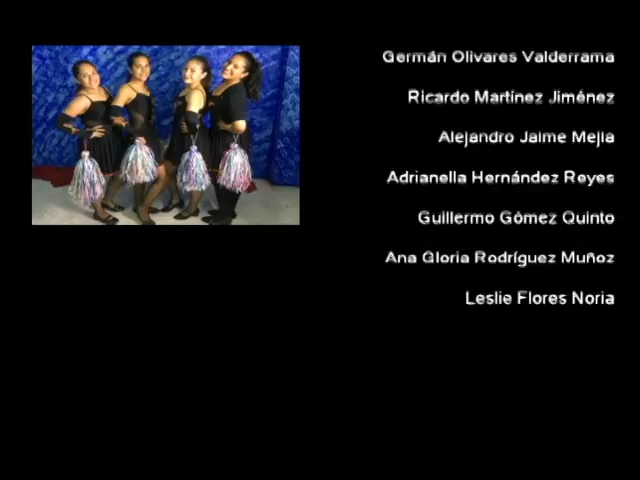 Germán Olivares Valderrama
Ricardo Martínez Jiménez
Alejandro Jaime Mejía
Adrianella Hernández Reyes
Guillermo Gómez Quinto
Ana Gloria Rodríguez Muñoz
Leslie Flores Noria